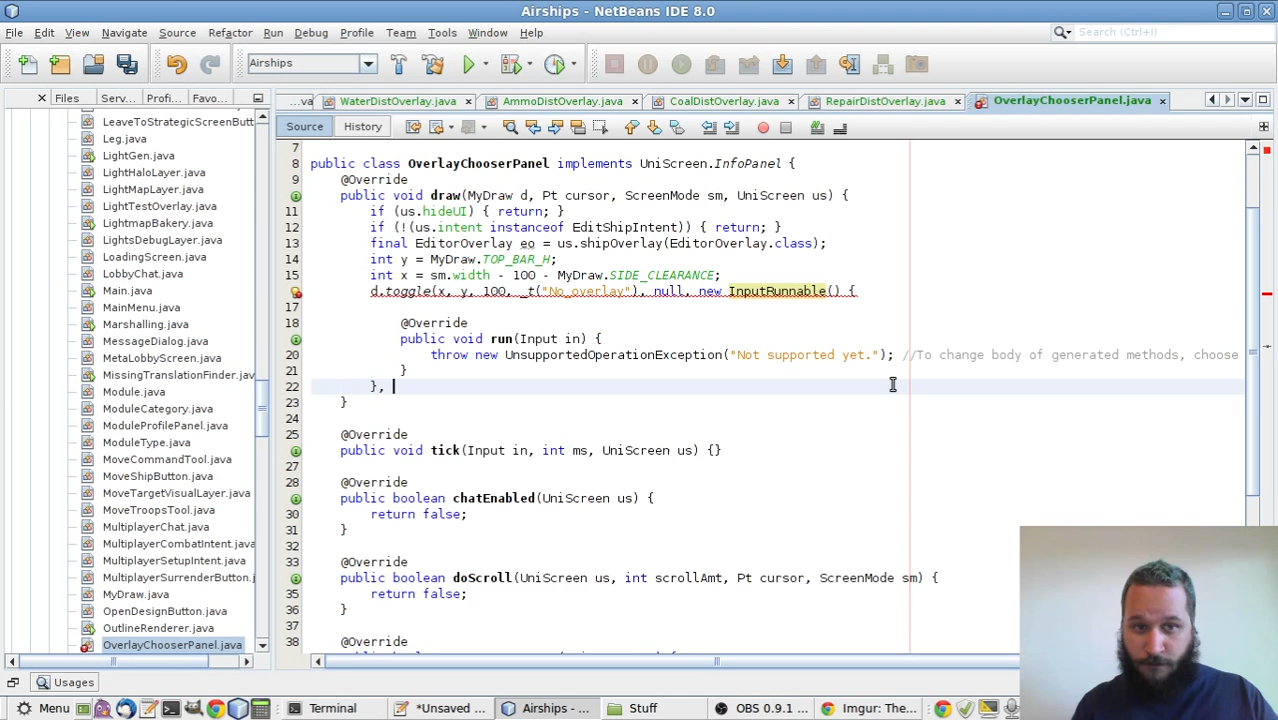 Airships - NetBeans IDE 8.0
File Edit View Navigate Source Refactor Run Debug Profile Team Tools Window Help
Search (Ctrl+I)
Airships
Files Serv... Profi... Favo...
...va WaterDistOverlay.java AmmoDistOverlay.java CoalDistOverlay.java RepairDistOverlay.java OverlayChooserPanel.java
Source History
LeaveToStrategicScreenButt
Leg.java
LightGen.java
LightHaloLayer.java
LightMapLayer.java
LightTestOverlay.java
LightmapBakery.java
LightsDebugLayer.java
LoadingScreen.java
LobbyChat.java
Main.java
MainMenu.java
Marshalling.java
MessageDialog.java
MetaLobbyScreen.java
MissingTranslationFinder.jav
Module.java
ModuleCategory.java
ModuleProfilePanel.java
ModuleType.java
MoveCommandTool.java
MoveShipButton.java
MoveTargetVisualLayer.java
MoveTroopsTool.java
MultiplayerChat.java
MultiplayerCombatIntent.java
MultiplayerSetupIntent.java
MultiplayerSurrenderButton.j
MyDraw.java
OpenDesignButton.java
OutlineRenderer.java
OverlayChooserPanel.java
7
8 public class OverlayChooserPanel implements UniScreen.InfoPanel {
9 @Override
public void draw(MyDraw d, Pt cursor, ScreenMode sm, UniScreen us) {
11 if (us.hideUI) { return; }
12 if (!(us.intent instanceof EditShipIntent)) { return; }
13 final EditorOverlay eo = us.shipOverlay(EditorOverlay.class);
14 int y = MyDraw.TOP_BAR_H;
15 int x = sm.width - 100 - MyDraw.SIDE_CLEARANCE;
d.toggle(x, y, 100, _t("No_overlay"), null, new InputRunnable() {
17
18 @Override
public void run(Input in) {
20 throw new UnsupportedOperationException("Not supported yet."); //To change body of generated methods, choose
21 }
22 },
23 }
24
25 @Override
public void tick(Input in, int ms, UniScreen us) {}
27
28 @Override
public boolean chatEnabled(UniScreen us) {
30 return false;
31 }
32
33 @Override
public boolean doScroll(UniScreen us, int scrollAmt, Pt cursor, ScreenMode sm) {
35 return false;
36 }
37
38 @Override
Usages
Menu Terminal *Unsaved ... Airships - ... Stuff OBS 0.9.1 ... Imgur: The...